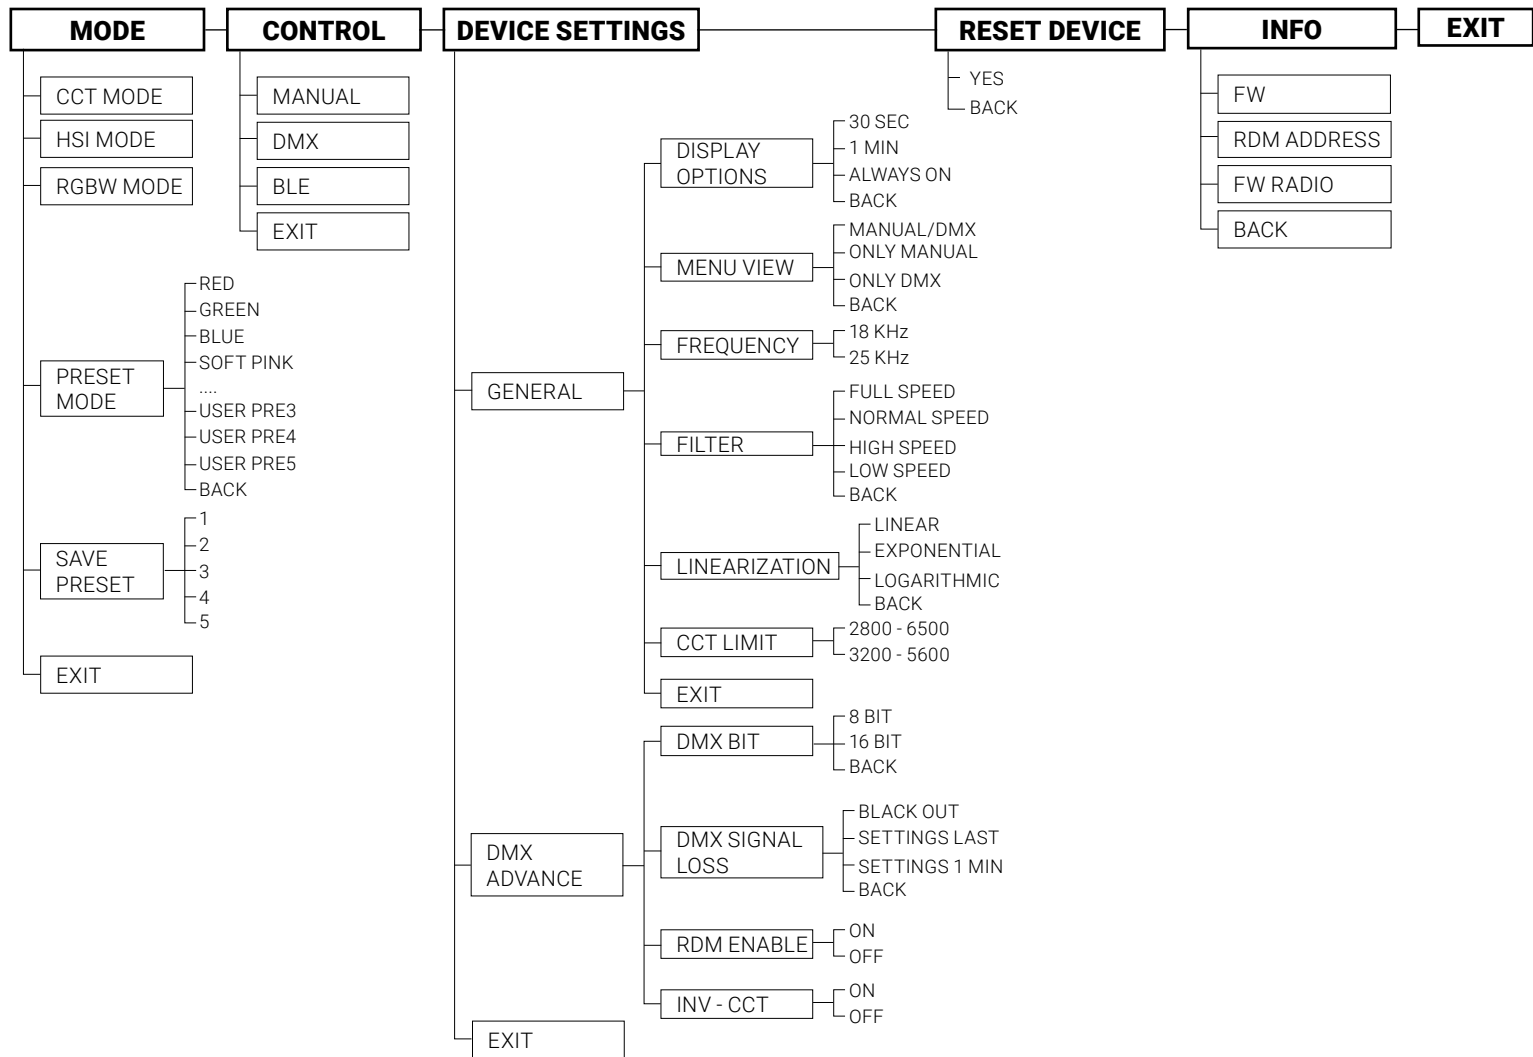 MODE
CONTROL
DEVICE SETTINGS
RESET DEVICE
INFO
EXIT
CCT MODE
HSI MODE
RGBW MODE
PRESET
MODE
RED
GREEN
BLUE
SOFT PINK
....
USER PRE3
USER PRE4
USER PRE5
BACK
SAVE
PRESET
1
2
3
4
5
EXIT
MANUAL
DMX
BLE
EXIT
GENERAL
DISPLAY
OPTIONS
30 SEC
1 MIN
ALWAYS ON
BACK
MENU VIEW
MANUAL/DMX
ONLY MANUAL
ONLY DMX
BACK
FREQUENCY
18 KHz
25 KHz
FILTER
FULL SPEED
NORMAL SPEED
HIGH SPEED
LOW SPEED
BACK
LINEARIZATION
LINEAR
EXPONENTIAL
LOGARITHMIC
BACK
CCT LIMIT
2800 - 6500
3200 - 5600
EXIT
DMX
ADVANCE
DMX BIT
8 BIT
16 BIT
BACK
DMX SIGNAL
LOSS
BLACK OUT
SETTINGS LAST
SETTINGS 1 MIN
BACK
RDM ENABLE
ON
OFF
INV - CCT
ON
OFF
EXIT
YES
BACK
FW
RDM ADDRESS
FW RADIO
BACK